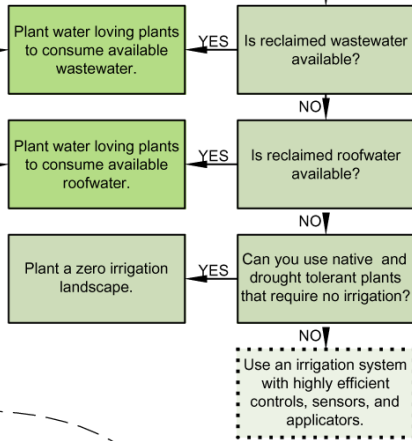 Plant water loving plants
to consume available
wastewater.
YES
Is reclaimed wastewater
available?
NO
Plant water loving plants
to consume available
roofwater.
YES
Is reclaimed roofwater
available?
NO
Plant a zero irrigation
landscape.
YES
Can you use native and
drought tolerant plants
that require no irrigation?
NO
Use an irrigation system
with highly efficient
controls, sensors, and
applicators.